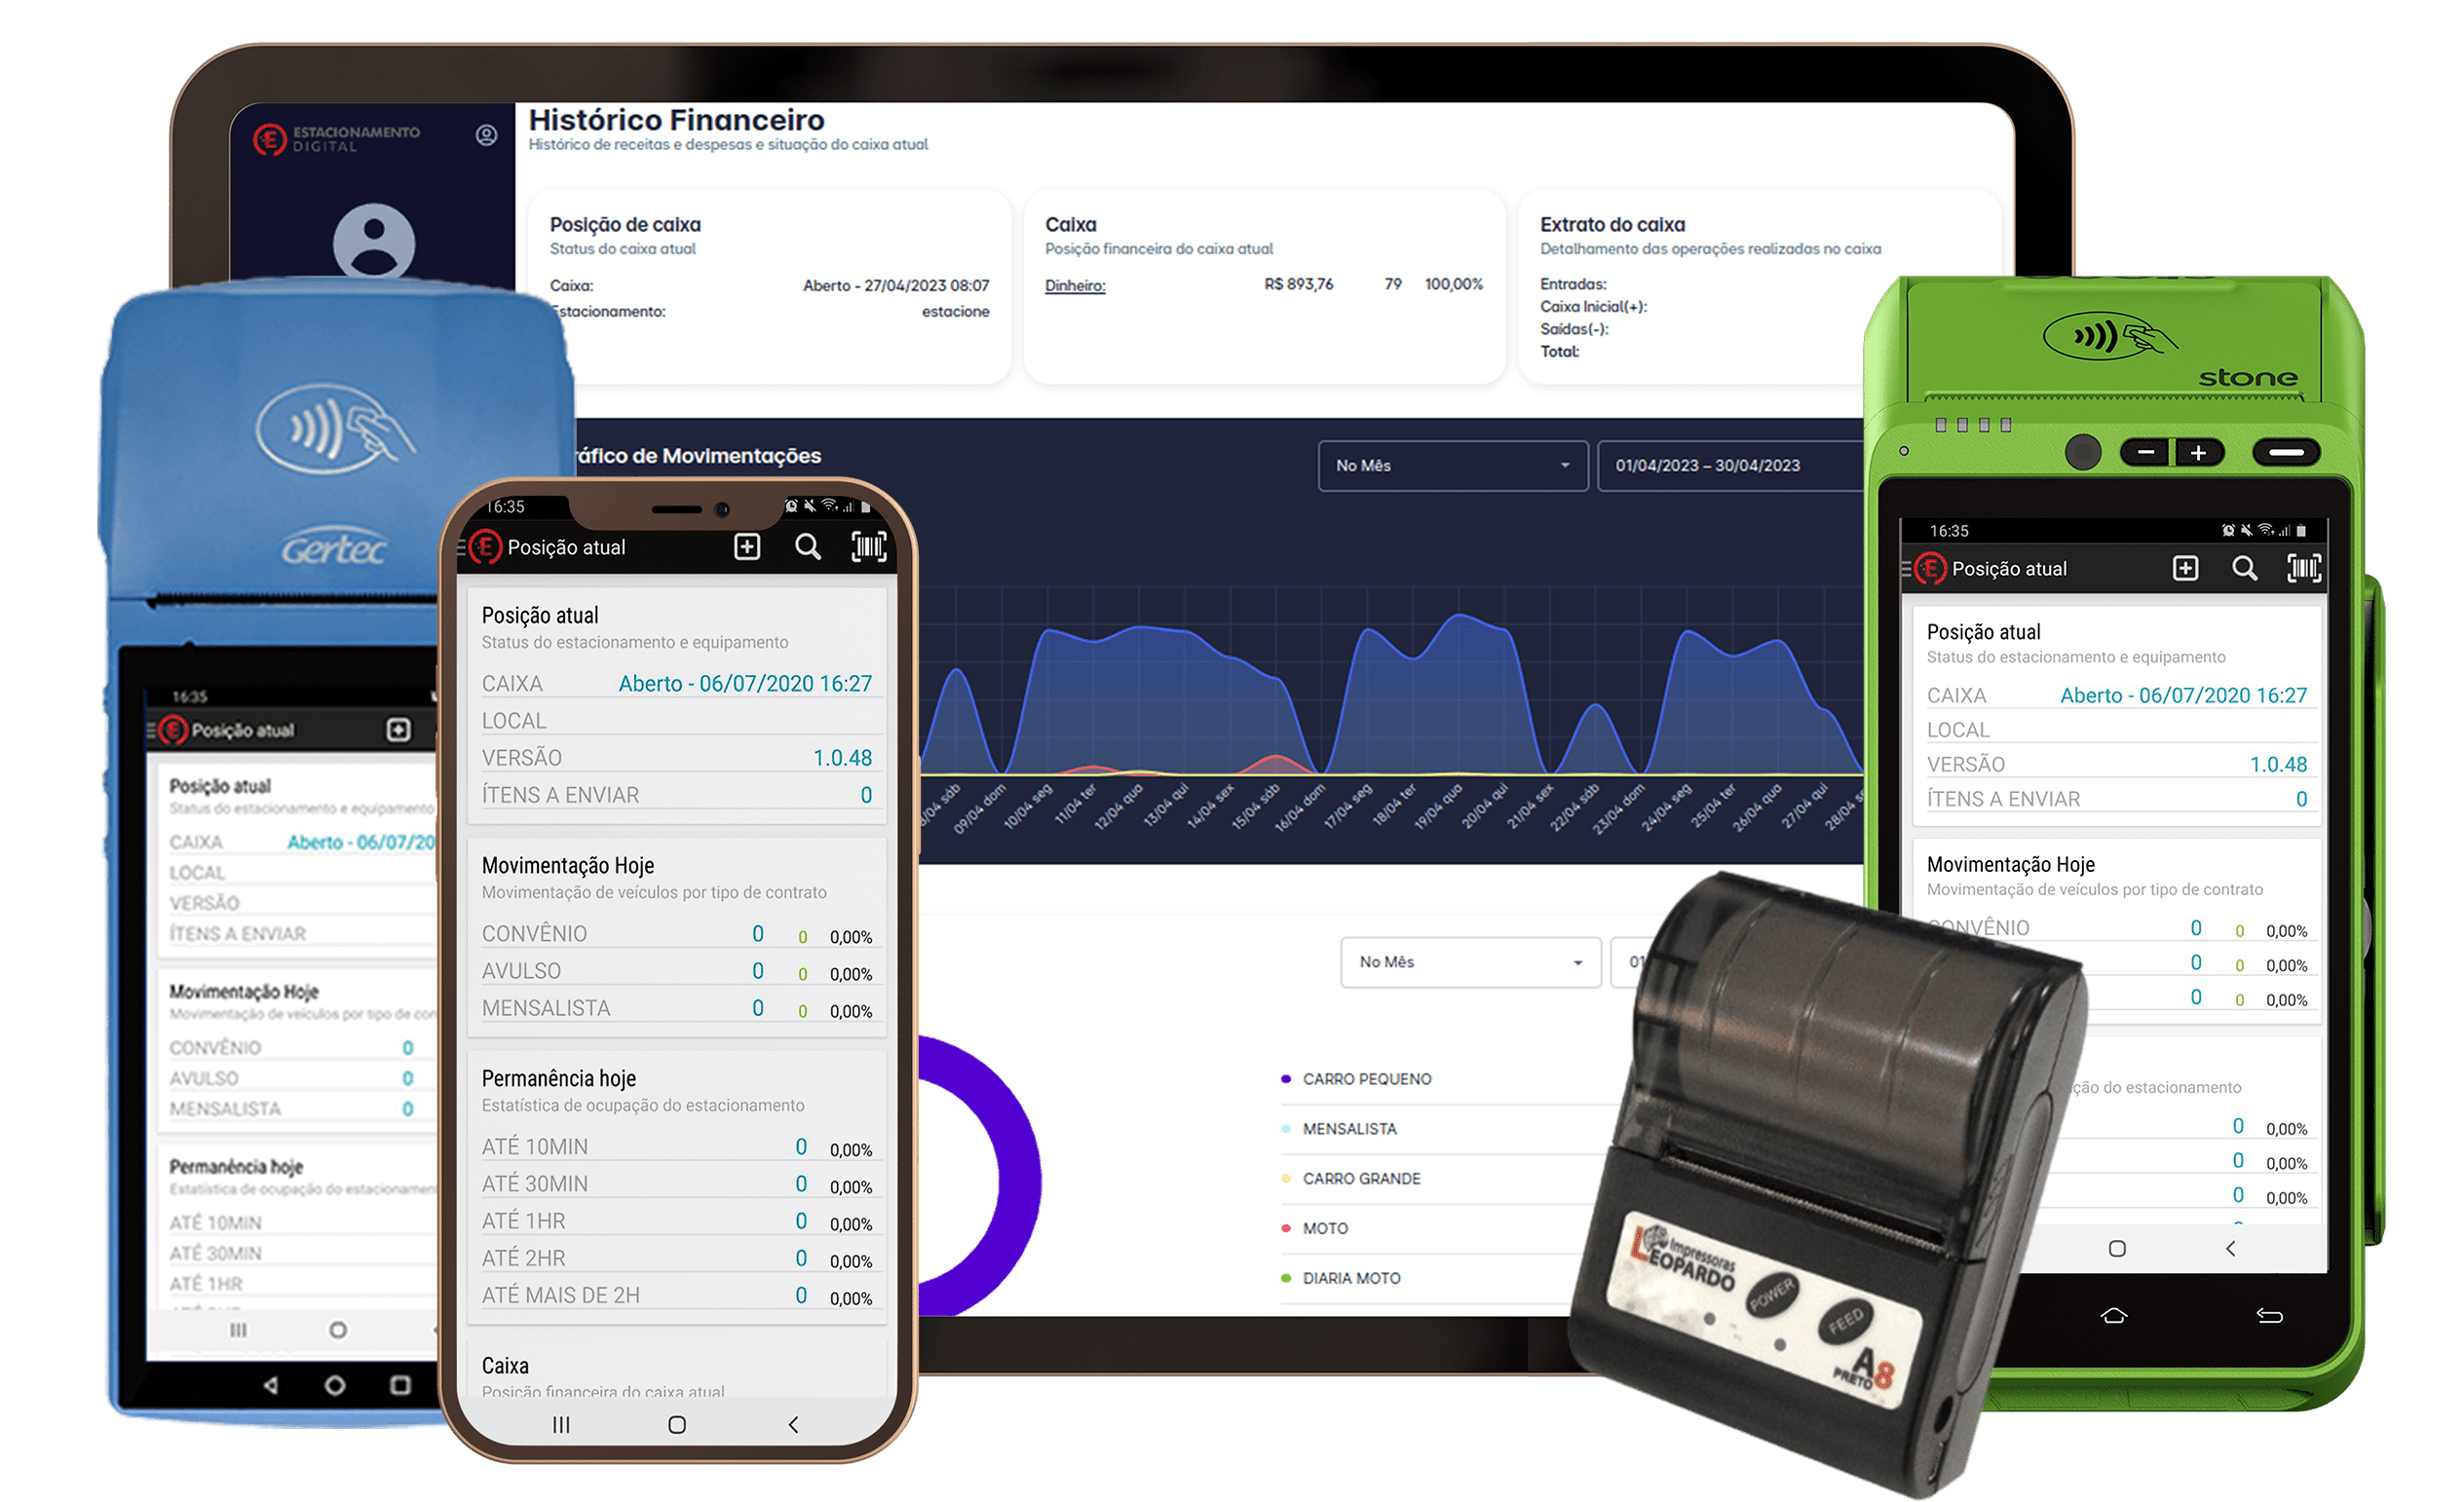 ESTACIONAMENTO
DIGITAL
Histórico Financeiro
Histórico de receitas e despesas e situação do caixa atual
Posição de caixa
Status do caixa atual
Caixa: Aberto - 27/04/2023 08:07
Estacionamento: estacione
Caixa
Posição financeira do caixa atual
Dinheiro: R$ 893,76 79 100,00%
Extrato do caixa
Detalhamento das operações realizadas no caixa
Entradas:
Caixa Inicial(+):
Saídas(-):
Total:
ráfico de Movimentações
No Mês
01/04/2023 – 30/04/2023
8/04 sáb
09/04 dom
10/04 seg
11/04 ter
12/04 qua
13/04 qui
14/04 sex
15/04 sáb
16/04 dom
17/04 seg
18/04 ter
19/04 qua
20/04 qui
21/04 sex
22/04 sáb
23/04 dom
24/04 seg
25/04 ter
26/04 qua
27/04 qui
28/04 s
No Mês
01
CARRO PEQUENO
MENSALISTA
CARRO GRANDE
MOTO
DIARIA MOTO
Gertec
16:35
Posição atual
Posição atual
Status do estacionamento e equipamento
CAIXA Aberto - 06/07/20
LOCAL
VERSÃO
ÍTENS A ENVIAR
Movimentação Hoje
Movimentação de veículos por tipo de con
CONVÊNIO 0
AVULSO 0
MENSALISTA 0
Permanência hoje
Estatística de ocupação do estacionamen
ATÉ 10MIN
ATÉ 30MIN
ATÉ 1HR
16:35
Posição atual
Posição atual
Status do estacionamento e equipamento
CAIXA Aberto - 06/07/2020 16:27
LOCAL
VERSÃO 1.0.48
ÍTENS A ENVIAR 0
Movimentação Hoje
Movimentação de veículos por tipo de contrato
CONVÊNIO 0 0 0,00%
AVULSO 0 0 0,00%
MENSALISTA 0 0 0,00%
Permanência hoje
Estatística de ocupação do estacionamento
ATÉ 10MIN 0 0,00%
ATÉ 30MIN 0 0,00%
ATÉ 1HR 0 0,00%
ATÉ 2HR 0 0,00%
ATÉ MAIS DE 2H 0 0,00%
Caixa
Posição financeira do caixa atual
stone
16:35
Posição atual
Posição atual
Status do estacionamento e equipamento
CAIXA Aberto - 06/07/2020 16:27
LOCAL
VERSÃO 1.0.48
ÍTENS A ENVIAR 0
Movimentação Hoje
Movimentação de veículos por tipo de contrato
CONVÊNIO 0 0 0,00%
0 0 0,00%
0 0 0,00%
ção do estacionamento
0 0,00%
0 0,00%
0 0,00%
Impressoras
LEOPARDO
POWER
FEED
A8
PRETO